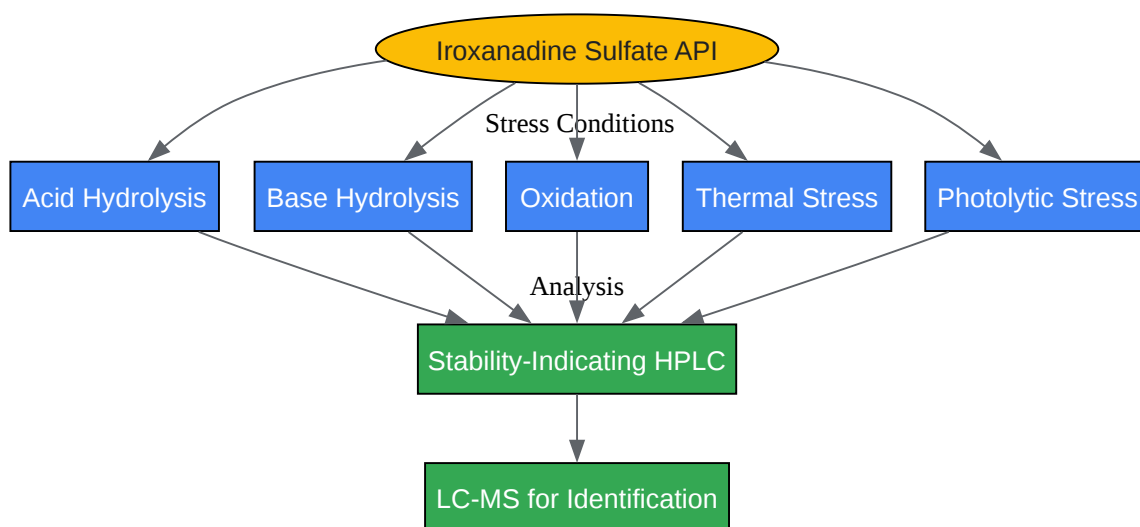 Iroxanadine Sulfate API
Stress Conditions
Acid Hydrolysis
Base Hydrolysis
Oxidation
Thermal Stress
Photolytic Stress
Analysis
Stability-Indicating HPLC
LC-MS for Identification